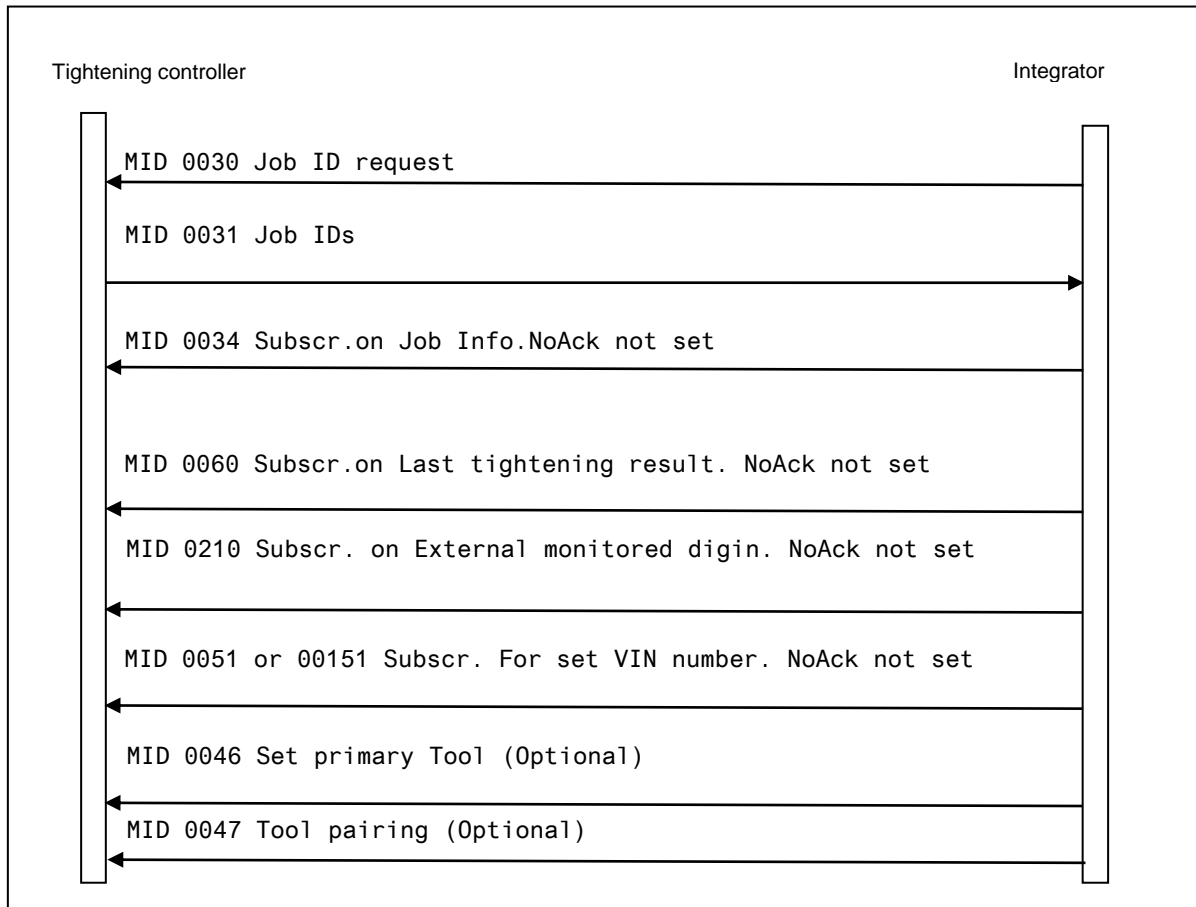 Tightening controller
Integrator
MID 0030 Job ID request
MID 0031 Job IDs
MID 0034 Subscr.on Job Info.NoAck not set
MID 0060 Subscr.on Last tightening result. NoAck not set
MID 0210 Subscr. on External monitored digin. NoAck not set
MID 0051 or 00151 Subscr. For set VIN number. NoAck not set
MID 0046 Set primary Tool (Optional)
MID 0047 Tool pairing (Optional)